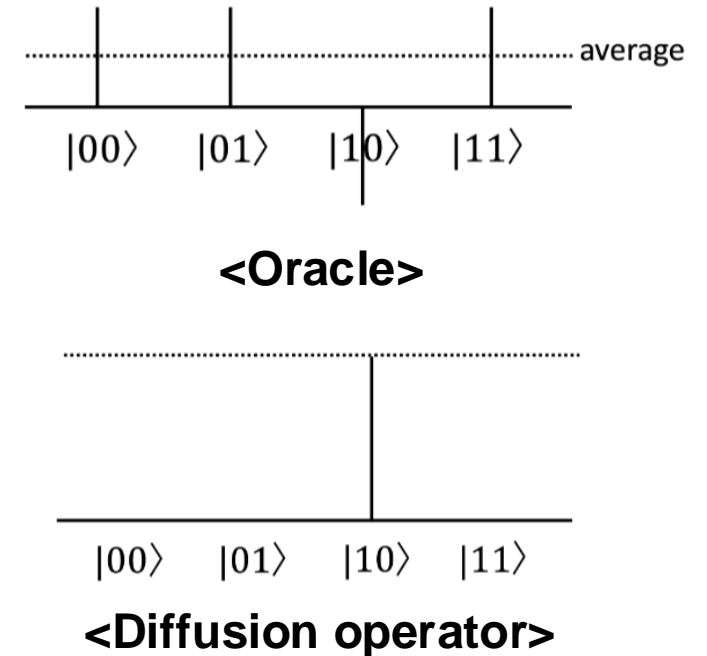 average
|00⟩ |01⟩ |10⟩ |11⟩
<Oracle>
|00⟩ |01⟩ |10⟩ |11⟩
<Diffusion operator>